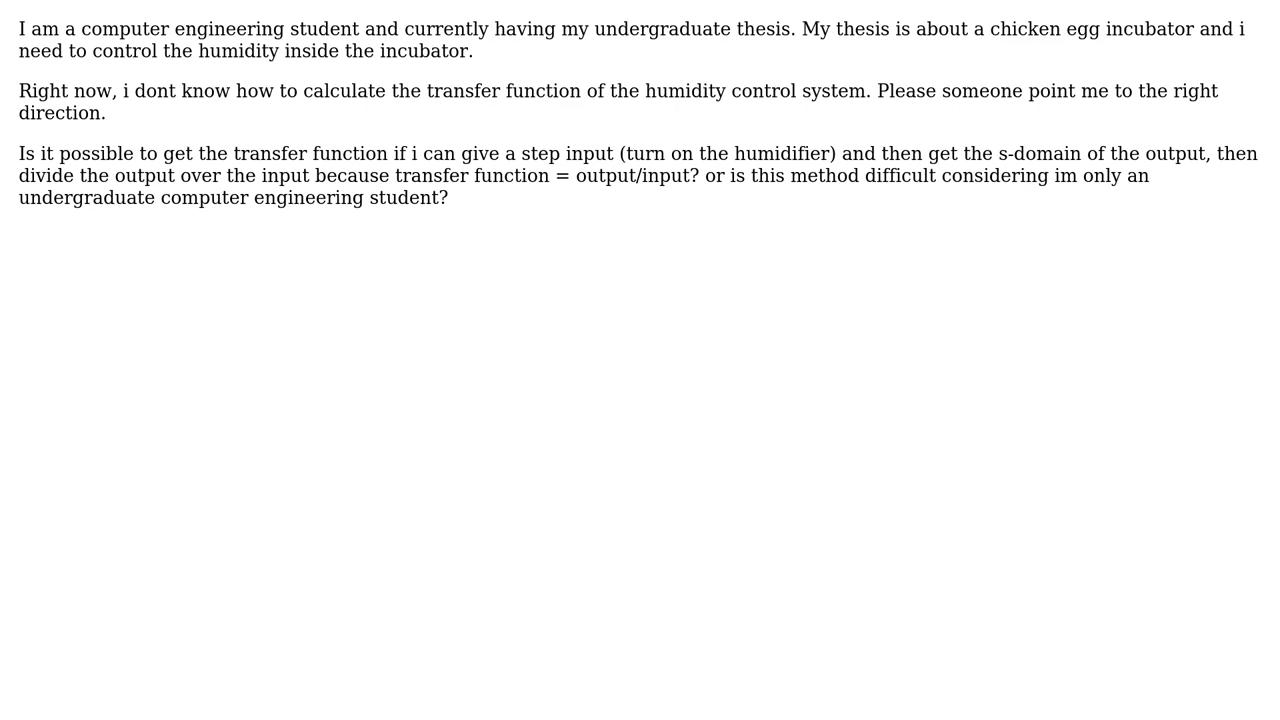 I am a computer engineering student and currently having my undergraduate thesis. My thesis is about a chicken egg incubator and i
need to control the humidity inside the incubator.
Right now, i dont know how to calculate the transfer function of the humidity control system. Please someone point me to the right
direction.
Is it possible to get the transfer function if i can give a step input (turn on the humidifier) and then get the s-domain of the output, then
divide the output over the input because transfer function = output/input? or is this method difficult considering im only an
undergraduate computer engineering student?